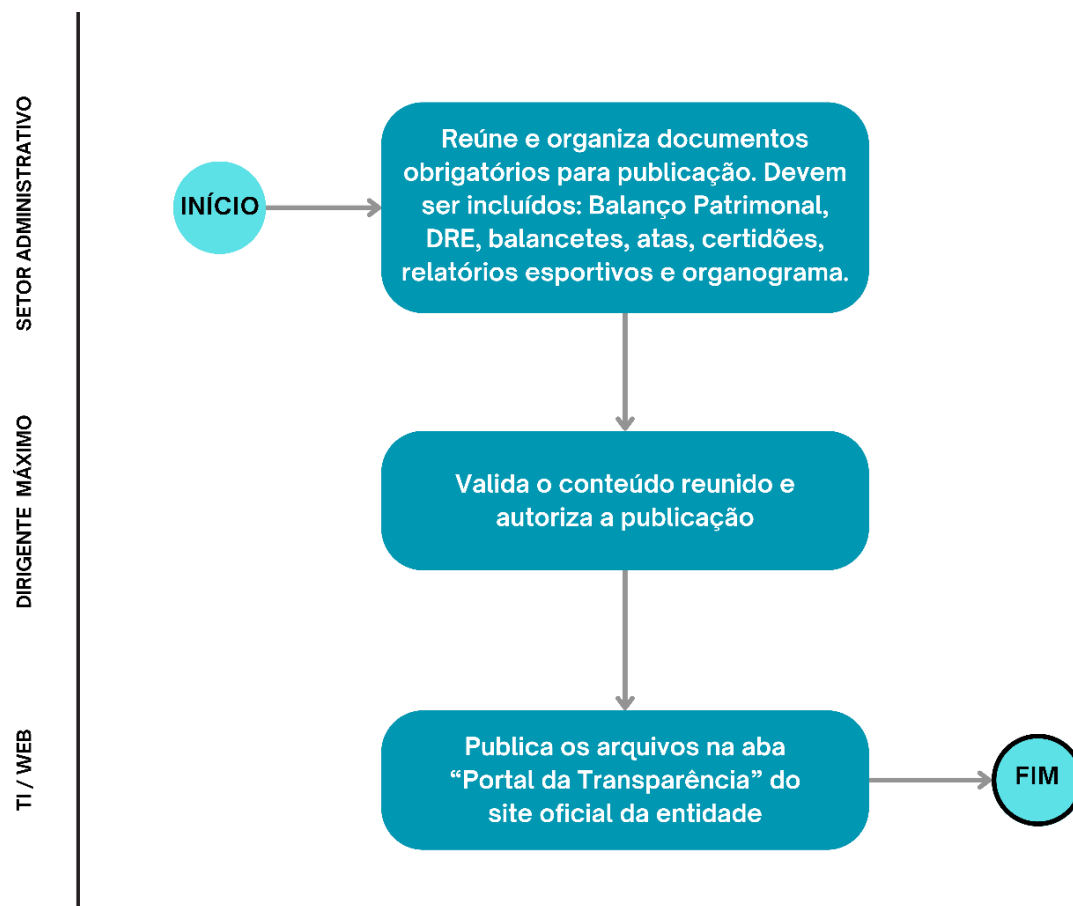 SETOR ADMINISTRATIVO
INÍCIO
Reúne e organiza documentos
obrigatórios para publicação. Devem
ser incluídos: Balanço Patrimonal,
DRE, balancetes, atas, certidões,
relatórios esportivos e organograma.
DIRIGENTE MÁXIMO
Valida o conteúdo reunido e
autoriza a publicação
TI / WEB
Publica os arquivos na aba
“Portal da Transparência” do
site oficial da entidade
FIM